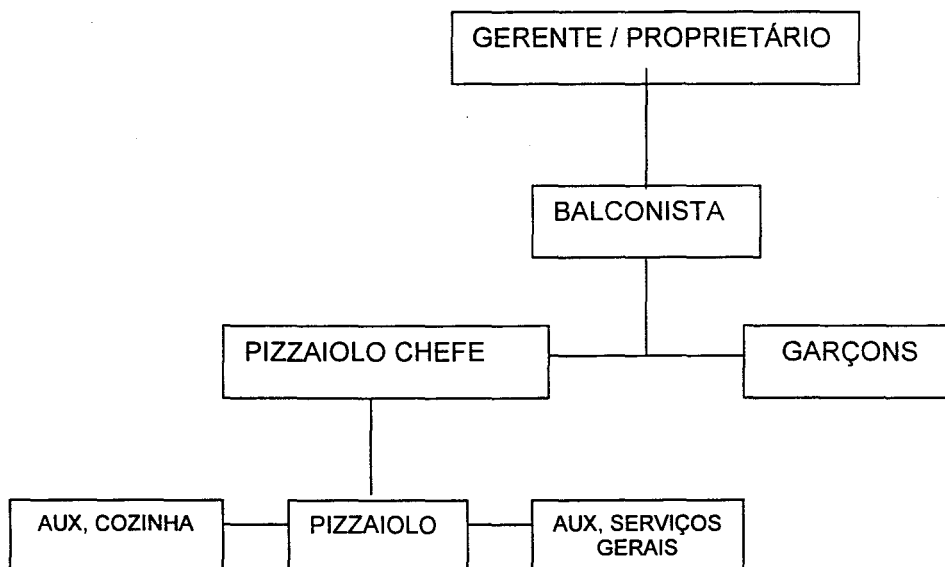 GERENTE / PROPRIETÁRIO
BALCONISTA
PIZZAIOLO CHEFE
GARÇONS
AUX, COZINHA
PIZZAIOLO
AUX, SERVIÇOS
GERAIS